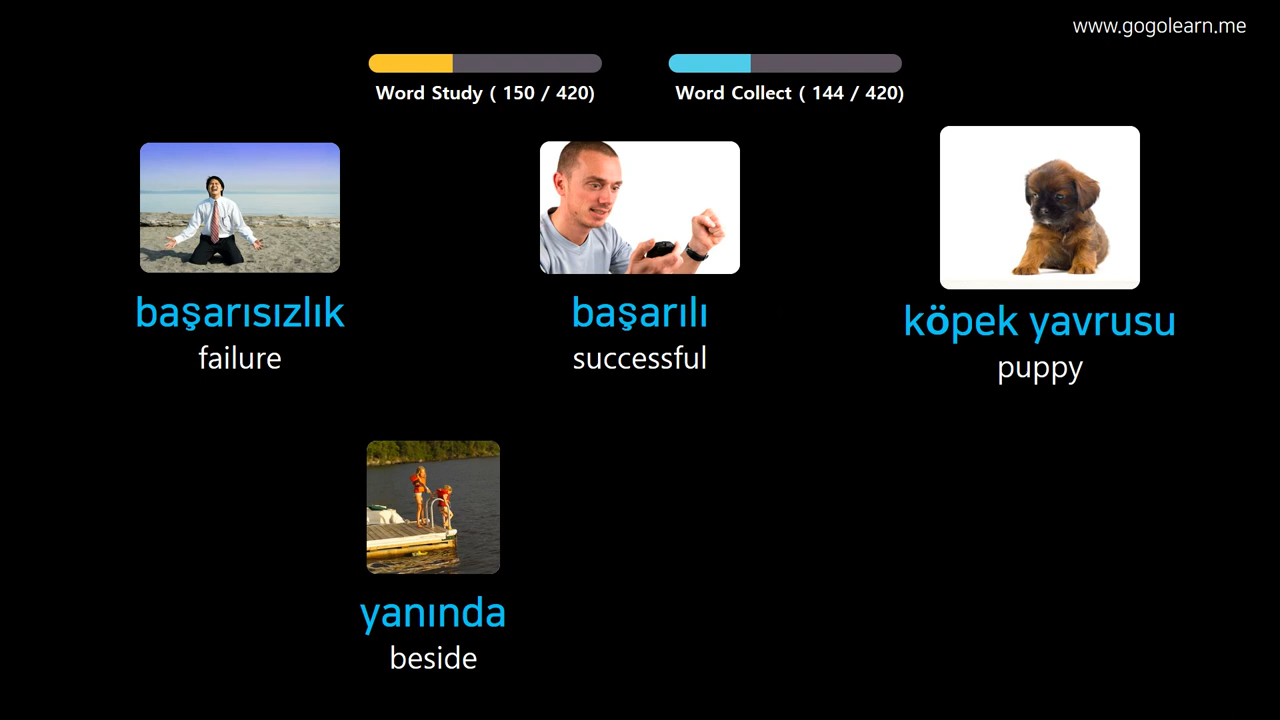 www.gogolearn.me
Word Study ( 150 / 420)
Word Collect ( 144 / 420)
başarısızlık
failure
başarılı
successful
köpek yavrusu
puppy
yanında
beside